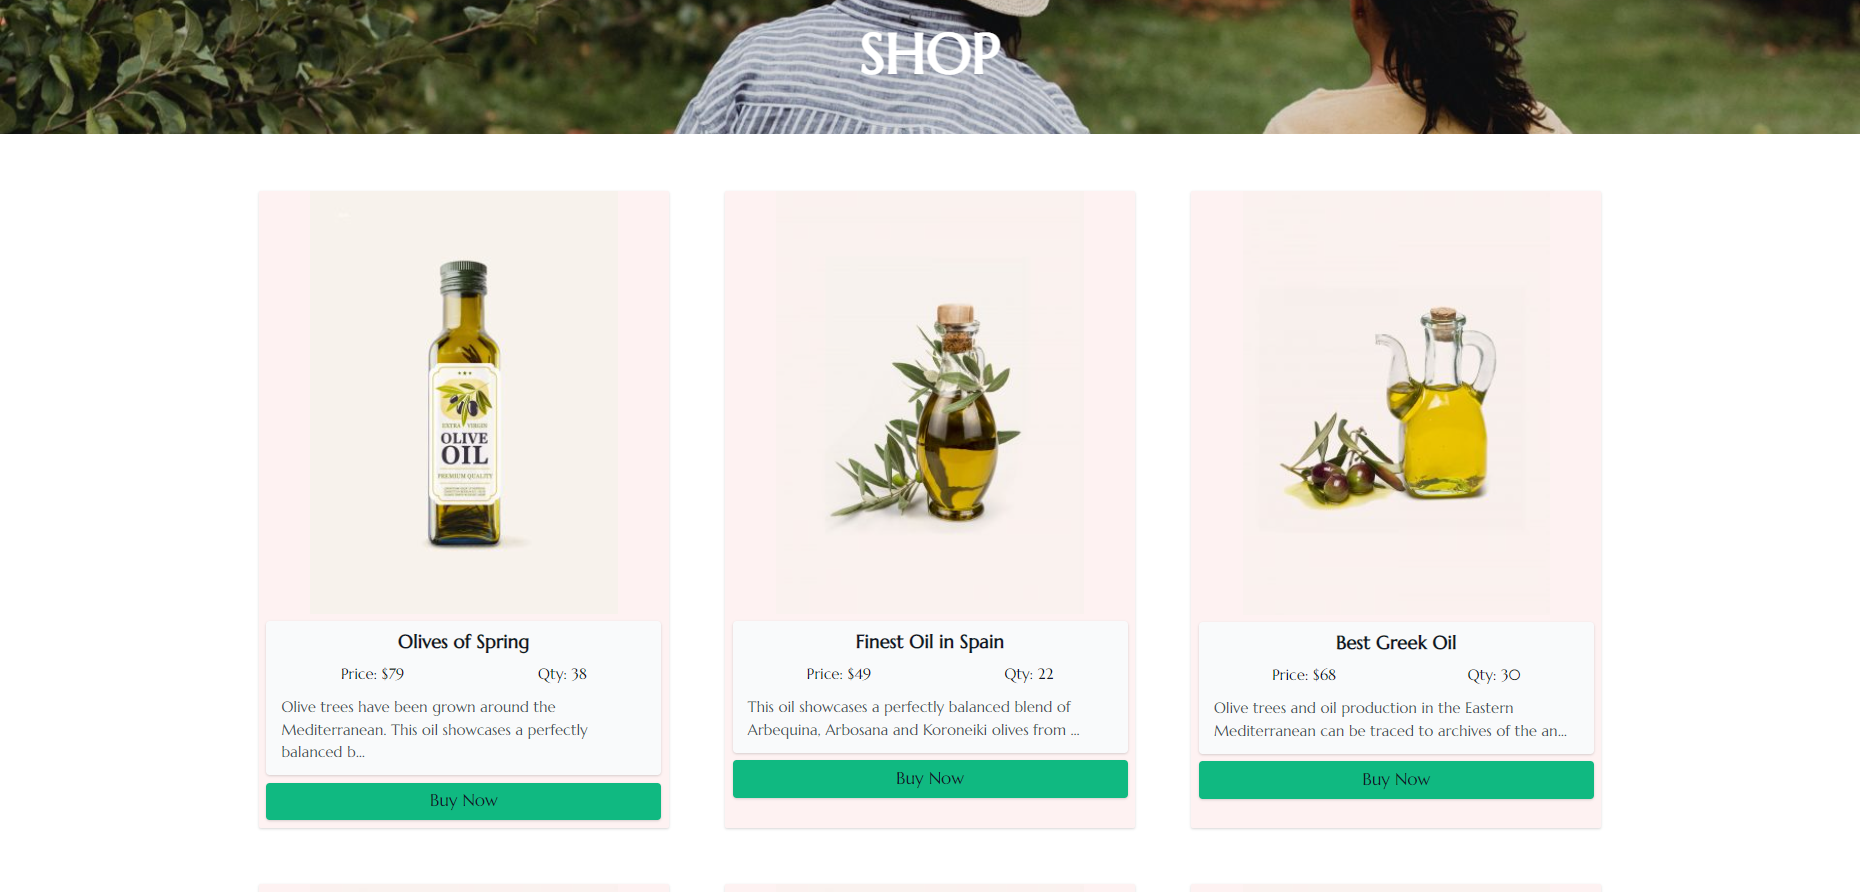 SHOP
EXTRA VIRGIN
OLIVE
OIL
PREMIUM QUALITY
Olives of Spring
Price: $79 Qty: 38
Olive trees have been grown around the
Mediterranean. This oil showcases a perfectly
balanced b...
Buy Now
Finest Oil in Spain
Price: $49 Qty: 22
This oil showcases a perfectly balanced blend of
Arbequina, Arbosana and Koroneiki olives from ...
Buy Now
Best Greek Oil
Price: $68 Qty: 30
Olive trees and oil production in the Eastern
Mediterranean can be traced to archives of the an...
Buy Now